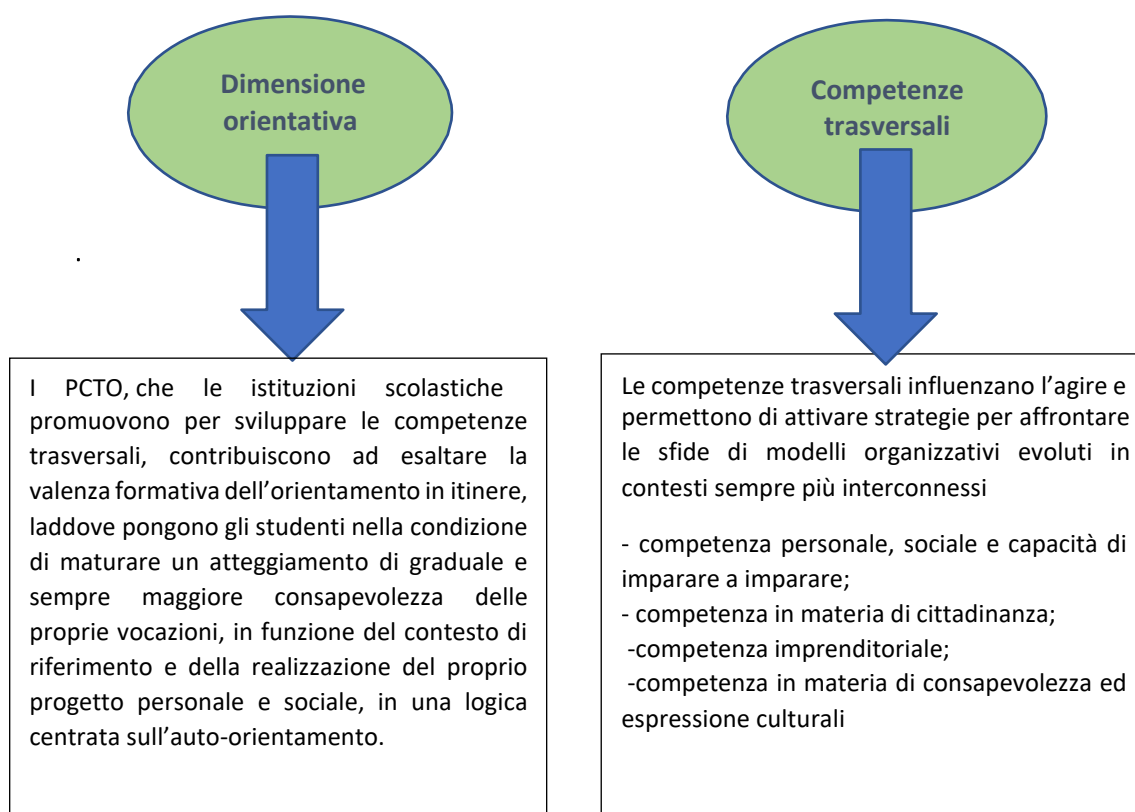 Dimensione
orientativa
Competenze
trasversali
.
I PCTO, che le istituzioni scolastiche
promuovono per sviluppare le competenze
trasversali, contribuiscono ad esaltare la
valenza formativa dell’orientamento in itinere,
laddove pongono gli studenti nella condizione
di maturare un atteggiamento di graduale e
sempre maggiore consapevolezza delle
proprie vocazioni, in funzione del contesto di
riferimento e della realizzazione del proprio
progetto personale e sociale, in una logica
centrata sull’auto-orientamento.
Le competenze trasversali influenzano l’agire e
permettono di attivare strategie per affrontare
le sfide di modelli organizzativi evoluti in
contesti sempre più interconnessi
- competenza personale, sociale e capacità di
imparare a imparare;
- competenza in materia di cittadinanza;
-competenza imprenditoriale;
-competenza in materia di consapevolezza ed
espressione culturali